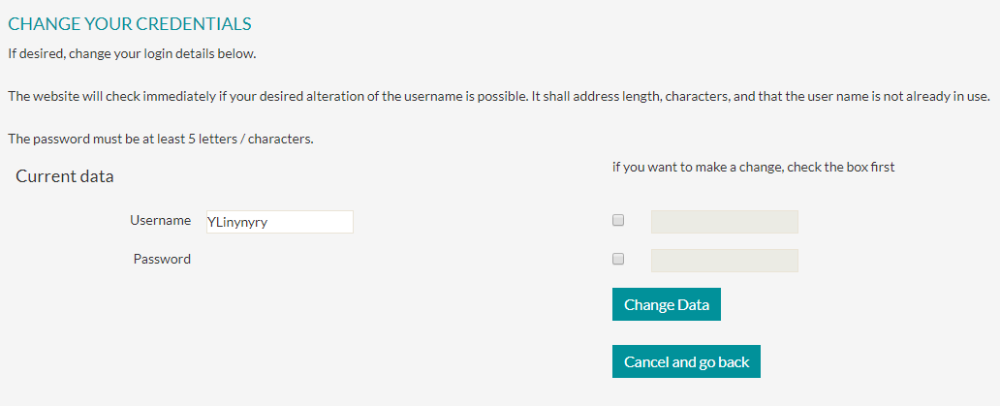 CHANGE YOUR CREDENTIALS
If desired, change your login details below.
The website will check immediately if your desired alteration of the username is possible. It shall address length, characters, and that the user name is not already in use.
The password must be at least 5 letters / characters.
Current data
if you want to make a change, check the box first
Username YLinynyry
Password
Change Data
Cancel and go back